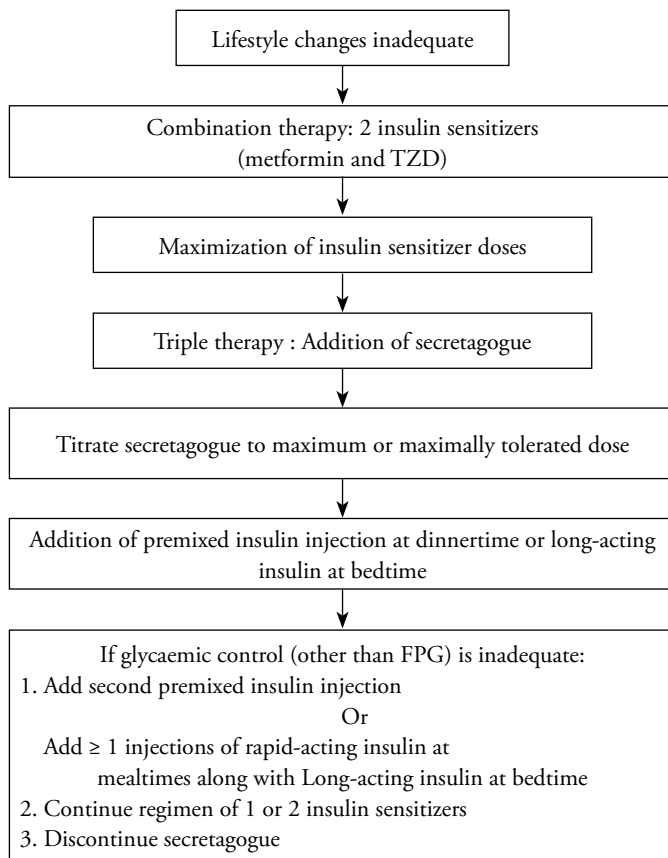 Lifestyle changes inadequate
Combination therapy: 2 insulin sensitizers
(metformin and TZD)
Maximization of insulin sensitizer doses
Triple therapy : Addition of secretagogue
Titrate secretagogue to maximum or maximally tolerated dose
Addition of premixed insulin injection at dinnertime or long-acting
insulin at bedtime
If glycaemic control (other than FPG) is inadequate:
1. Add second premixed insulin injection
Or
Add ≥ 1 injections of rapid-acting insulin at
mealtimes along with Long-acting insulin at bedtime
2. Continue regimen of 1 or 2 insulin sensitizers
3. Discontinue secretagogue